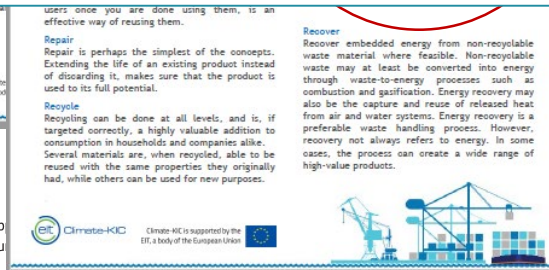 users once you are done using them, is an
effective way of reusing them.
Repair
Repair is perhaps the simplest of the concepts.
Extending the life of an existing product instead
of discarding it, makes sure that the product is
used to its full potential.
Recycle
Recycling can be done at all levels, and is, if
targeted correctly, a highly valuable addition to
consumption in households and companies alike.
Several materials are, when recycled, able to be
reused with the same properties they originally
had, while others can be used for new purposes.
Recover
Recover embedded energy from non-recyclable
waste material where feasible. Non-recyclable
waste may at least be converted into energy
through waste-to-energy processes such as
combustion and gasification. Energy recovery may
also be the capture and reuse of released heat
from air and water systems. Energy recovery is a
preferable waste handling process. However,
recovery not always refers to energy. In some
cases, the process can create a wide range of
high-value products.
eit Climate-KIC
Climate-KIC is supported by the
EIT, a body of the European Union